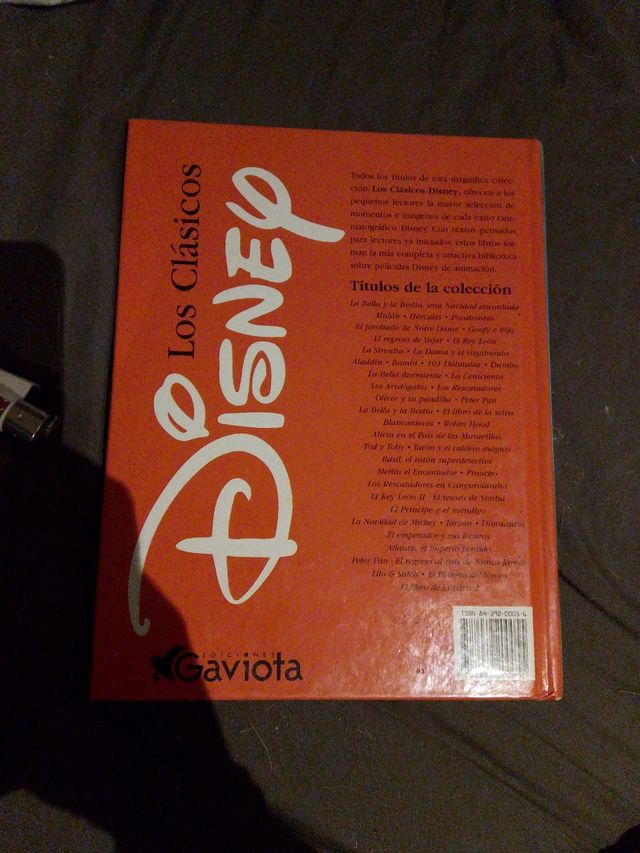 Los Clásicos
DISNEY
Todos los títulos de esta magnífica colec-
ción, Los Clásicos Disney, ofrecen a los
pequeños lectores la mayor selección de
momentos e imágenes de cada éxito cine-
matográfico Disney. Con textos pensados
para lectores ya iniciados estos libros for-
man la más completa y atractiva biblioteca
sobre películas Disney de animación.
Títulos de la colección
La Bella y la Bestia, una Navidad encantada
Mulán • Hércules • Pocahontas
El jorobado de Notre Dame • Goofy e hijo
El regreso de Yafar • El Rey León
La Sirenita • La Dama y el Vagabundo
Aladdín • Bambi • 101 Dálmatas • Dumbo
La Bella durmiente • La Cenicienta
Los Aristogatos • Los Rescatadores
Oliver y su pandilla • Peter Pan
La Bella y la Bestia • El libro de la selva
Blancanieves • Robin Hood
Alicia en el País de las Maravillas
Tod y Toby • Tarón y el caldero mágico
Basil, el ratón superdetective
Merlín el Encantador • Pinocho
Los Rescatadores en Cangurolandia
El Rey León II - El tesoro de Simba
El Príncipe y el mendigo
La Navidad de Mickey • Tarzán • Dinosaurio
El emperador y sus locuras
Atlantis, el imperio perdido
Peter Pan - El regreso al País de Nunca Jamás
Lilo & Stitch • El Planeta del Tesoro
El libro de la selva 2
EDICIONES
Gaviota